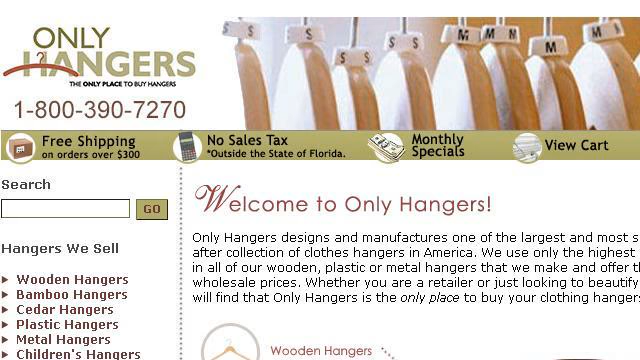 ONLY
HANGERS
THE ONLY PLACE TO BUY HANGERS
1-800-390-7270
S S S S S M M M M
Free Shipping
on orders over $300
No Sales Tax
*Outside the State of Florida.
Monthly
Specials
View Cart
Search
GO
Hangers We Sell
Wooden Hangers
Bamboo Hangers
Cedar Hangers
Plastic Hangers
Metal Hangers
Children's Hangers
Welcome to Only Hangers!
Only Hangers designs and manufactures one of the largest and most s
after collection of clothes hangers in America. We use only the highest
in all of our wooden, plastic or metal hangers that we make and offer th
wholesale prices. Whether you are a retailer or just looking to beautify
will find that Only Hangers is the only place to buy your clothing hanger
Wooden Hangers